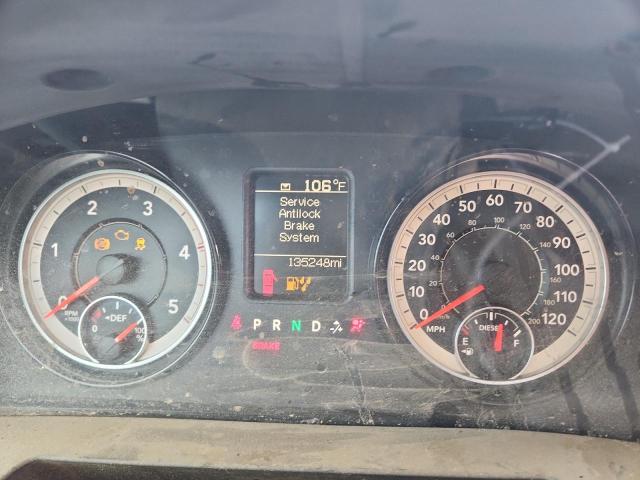 106°F
Service
Antilock
Brake
System
135248mi
0 1 2 3 4 5
RPM
×1000
0 DEF 100
%
P R N D
BRAKE
0 10 20 30 40 50 60 70 80 90 100 110 120
MPH
DIESEL
E F